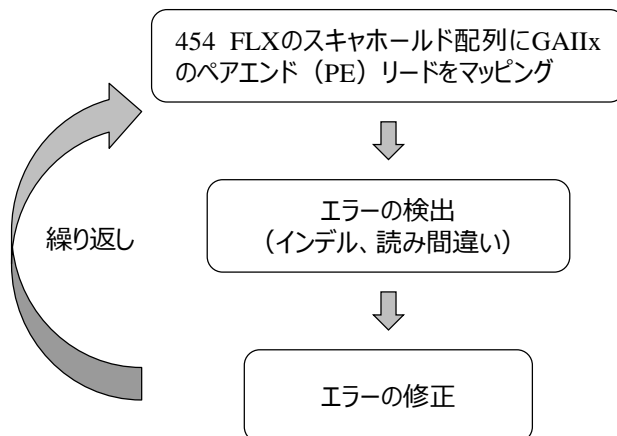 454 FLXのスキャホールド配列にGAIIx
のペアエンド（PE）リードをマッピング
エラーの検出
（インデル、読み間違い）
繰り返し
エラーの修正